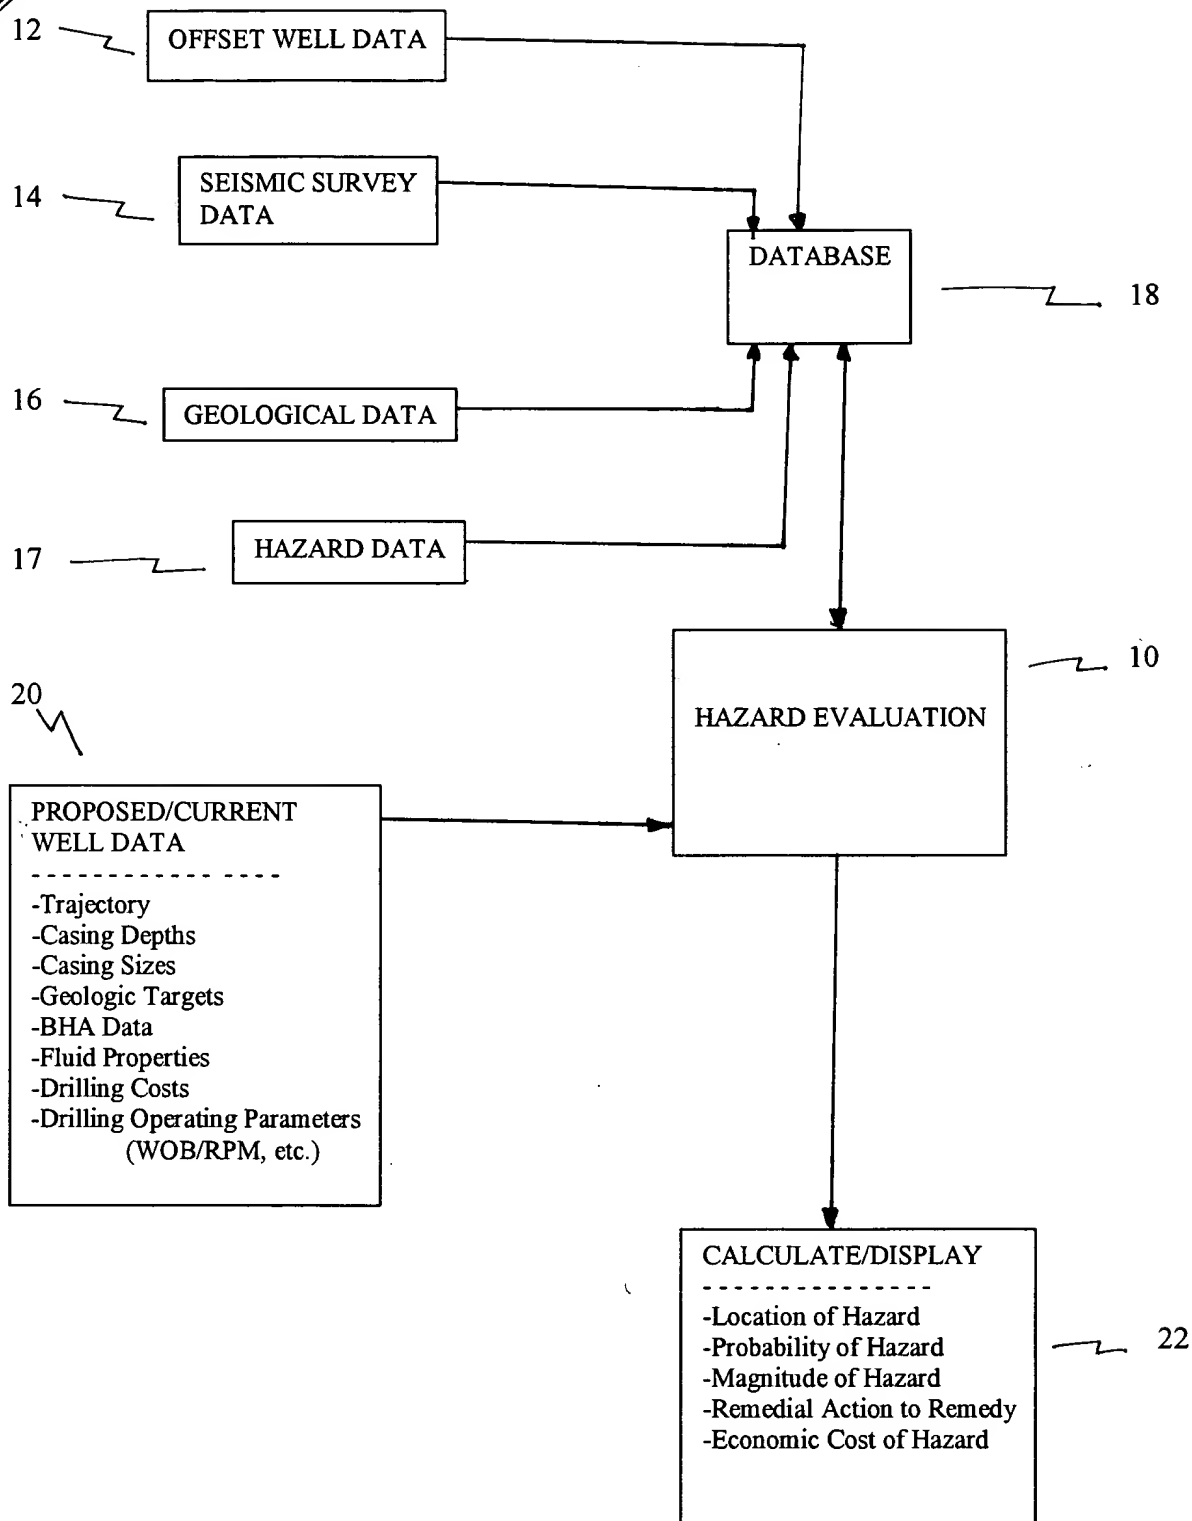 12
OFFSET WELL DATA
14
SEISMIC SURVEY
DATA
DATABASE
18
16
GEOLOGICAL DATA
17
HAZARD DATA
10
HAZARD EVALUATION
20
PROPOSED/CURRENT
WELL DATA
- - - - - - - - - - - - - - - -
-Trajectory
-Casing Depths
-Casing Sizes
-Geologic Targets
-BHA Data
-Fluid Properties
-Drilling Costs
-Drilling Operating Parameters
(WOB/RPM, etc.)
CALCULATE/DISPLAY
- - - - - - - - - - - - - - -
-Location of Hazard
-Probability of Hazard
-Magnitude of Hazard
-Remedial Action to Remedy
-Economic Cost of Hazard
22